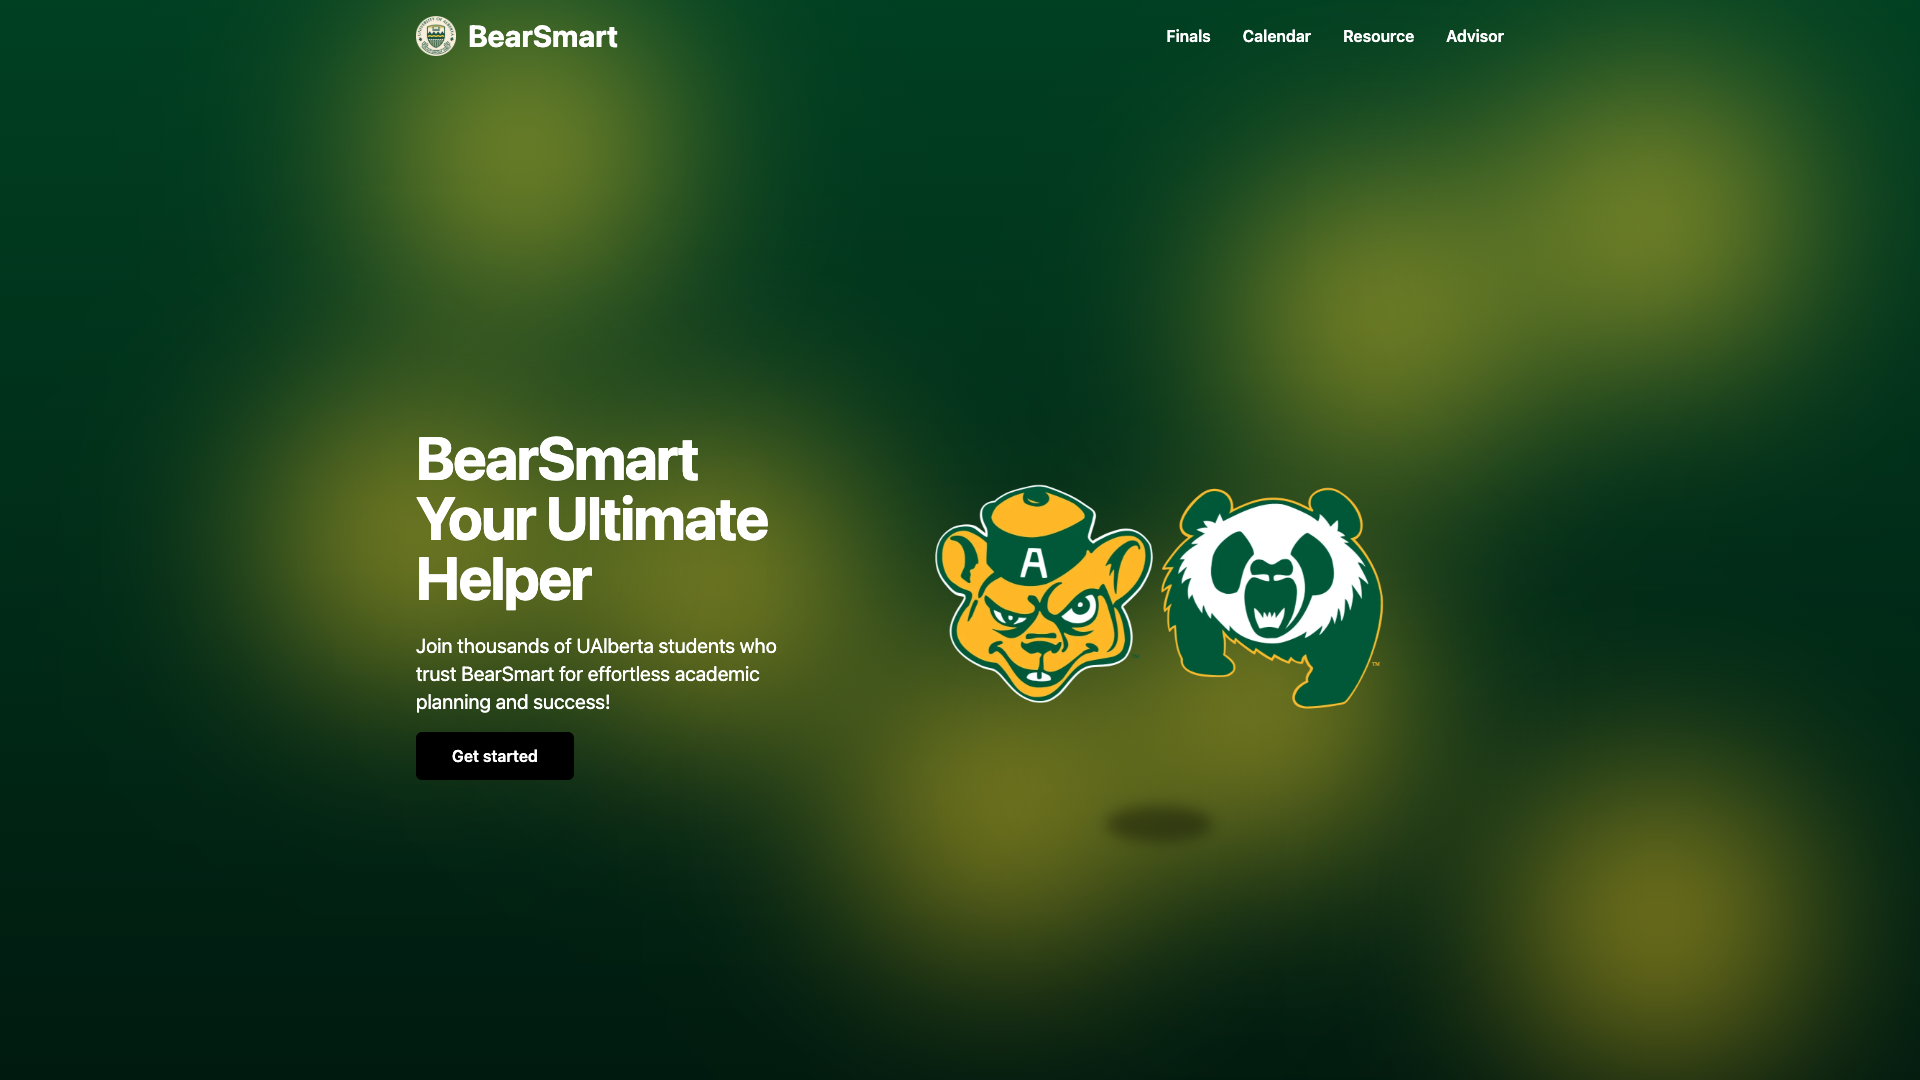 BearSmart
Finals
Calendar
Resource
Advisor
BearSmart
Your Ultimate
Helper
Join thousands of UAlberta students who
trust BearSmart for effortless academic
planning and success!
Get started
A
TM